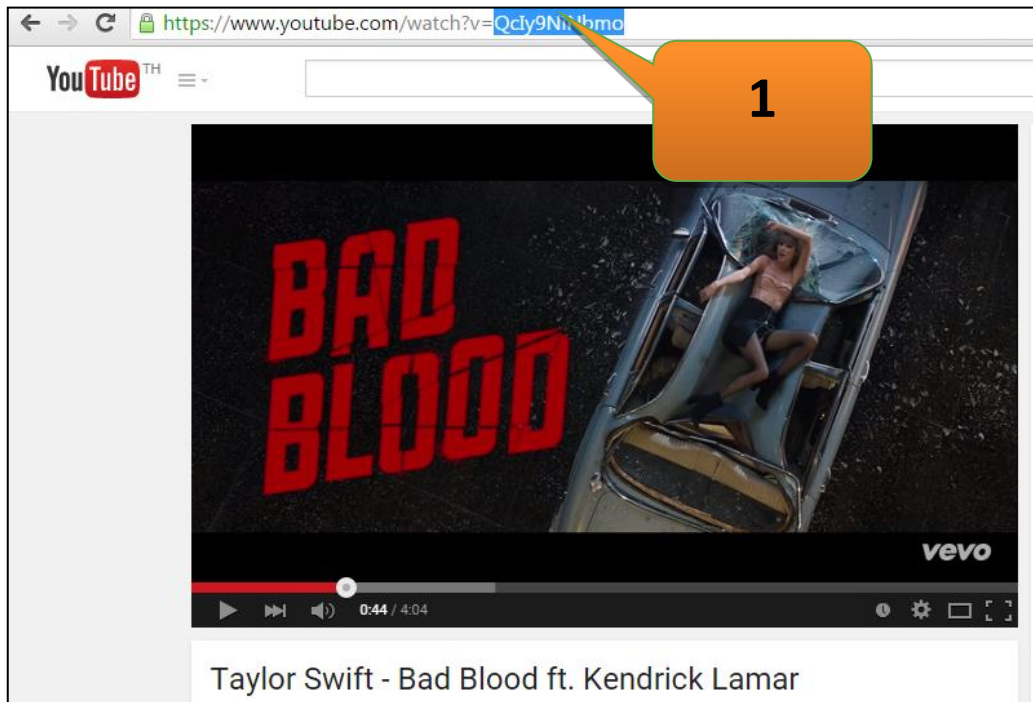 https://www.youtube.com/watch?v=QcIy9NiNbmo
YouTube TH
1
BAD
BLOOD
vevo
0:44 / 4:04
Taylor Swift - Bad Blood ft. Kendrick Lamar